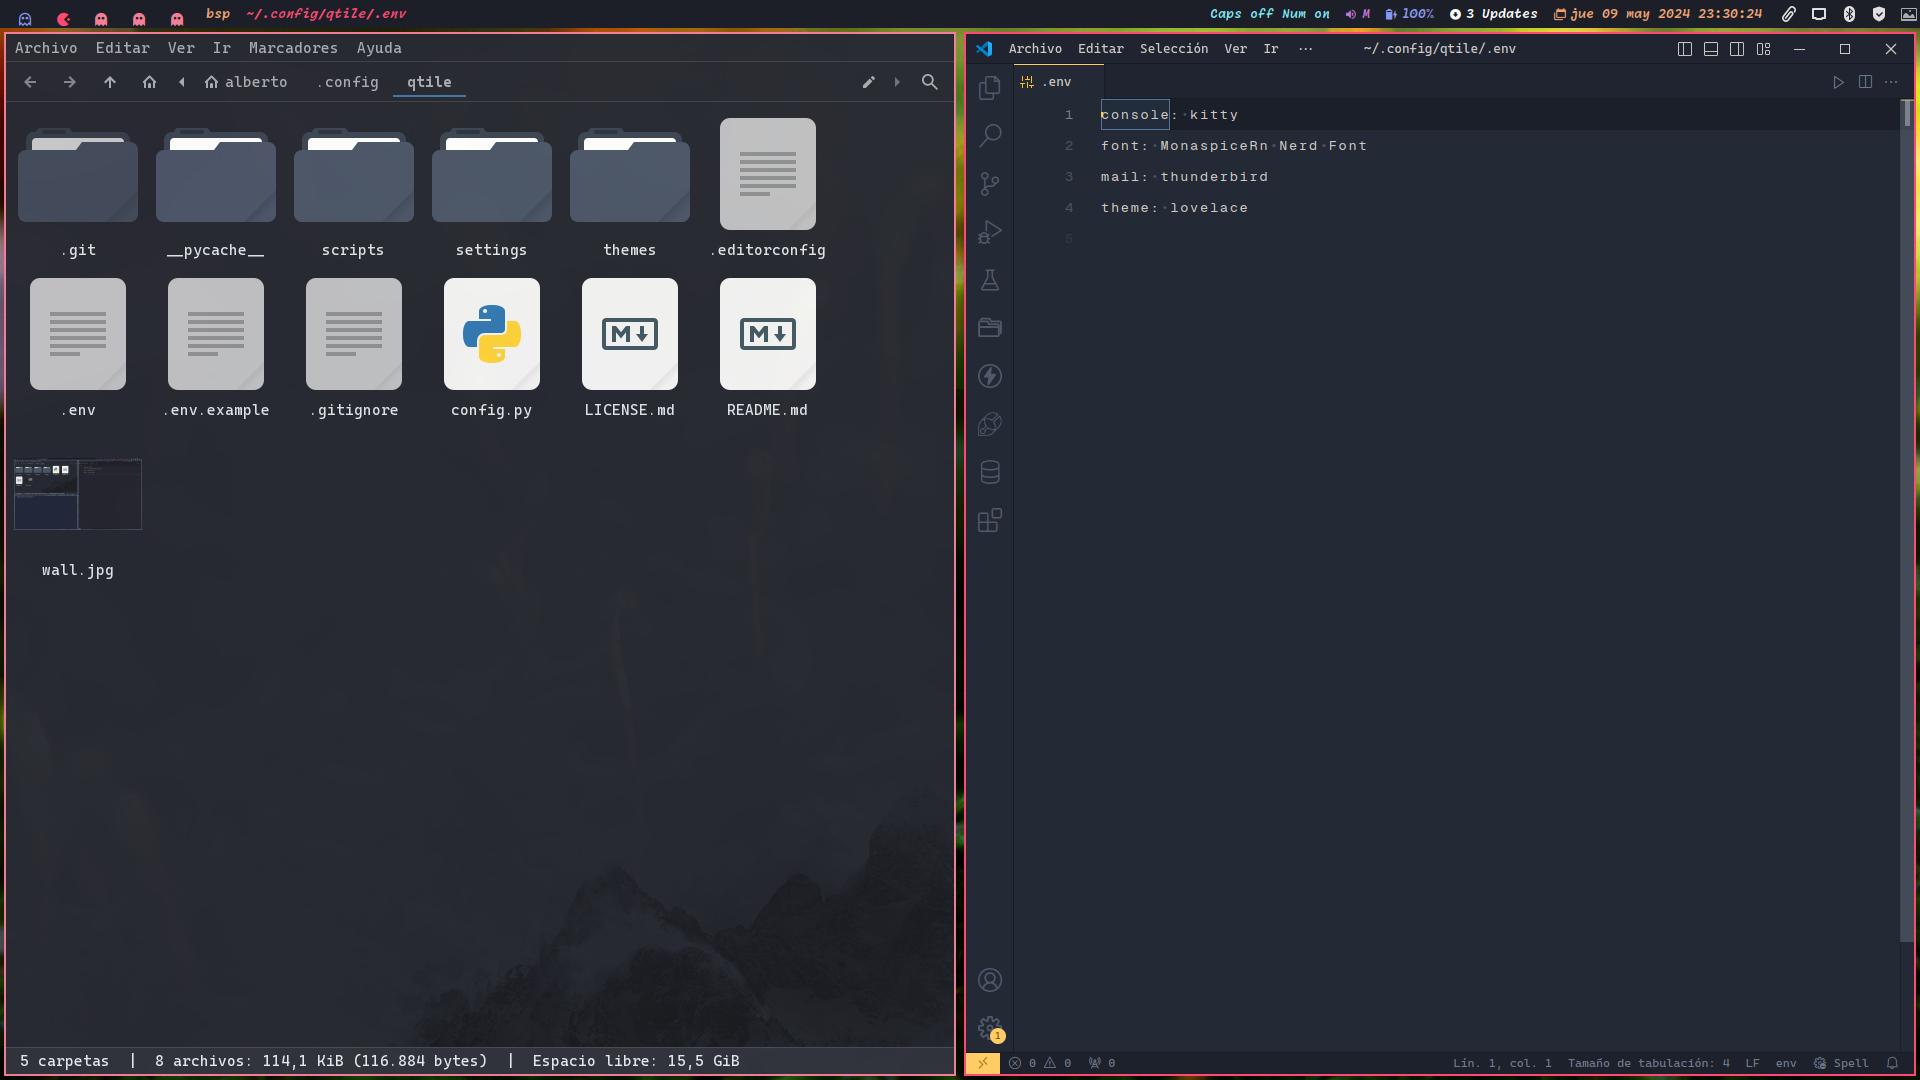 bsp ~/.config/qtile/.env
Caps off Num on M 100% 3 Updates jue 09 may 2024 23:30:24
Archivo Editar Ver Ir Marcadores Ayuda
alberto .config qtile
.git __pycache__ scripts settings themes .editorconfig
.env .env.example .gitignore config.py LICENSE.md README.md
wall.jpg
5 carpetas | 8 archivos: 114,1 KiB (116.884 bytes) | Espacio libre: 15,5 GiB
Archivo Editar Selección Ver Ir ··· ~/.config/qtile/.env
.env
1 console: kitty
2 font: MonaspiceRn Nerd Font
3 mail: thunderbird
4 theme: lovelace
5
1
0 0 0 Lín. 1, col. 1 Tamaño de tabulación: 4 LF env Spell